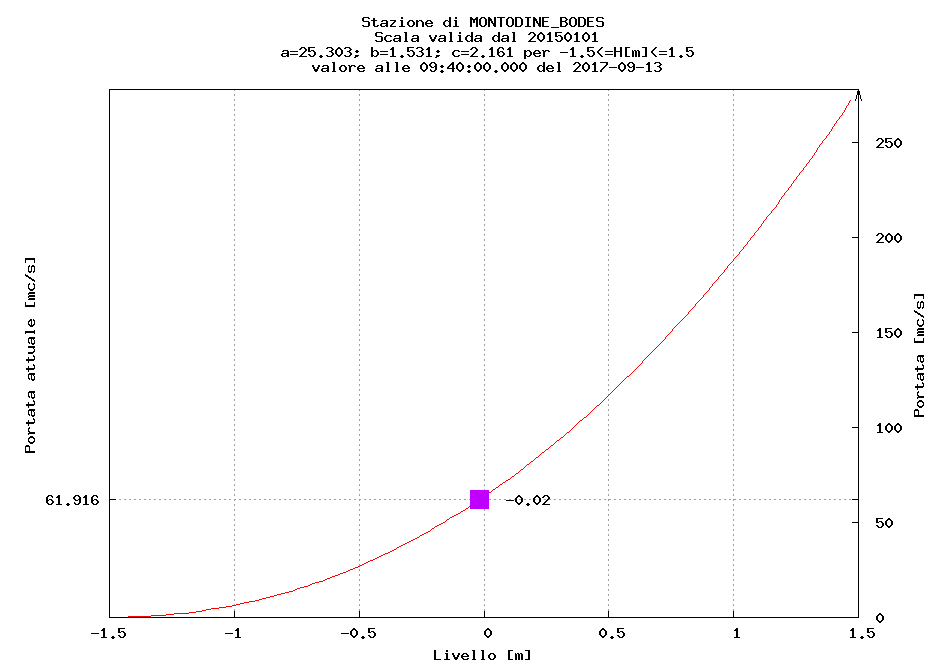 Stazione di MONTODINE_BODES
Scala valida dal 20150101
a=25.303; b=1.531; c=2.161 per -1.5<=H[m]<=1.5
valore alle 09:40:00.000 del 2017-09-13
250
200
150
100
50
0
Portata [mc/s]
Portata attuale [mc/s]
61.916
-0.02
-1.5
-1
-0.5
0
0.5
1
1.5
Livello [m]